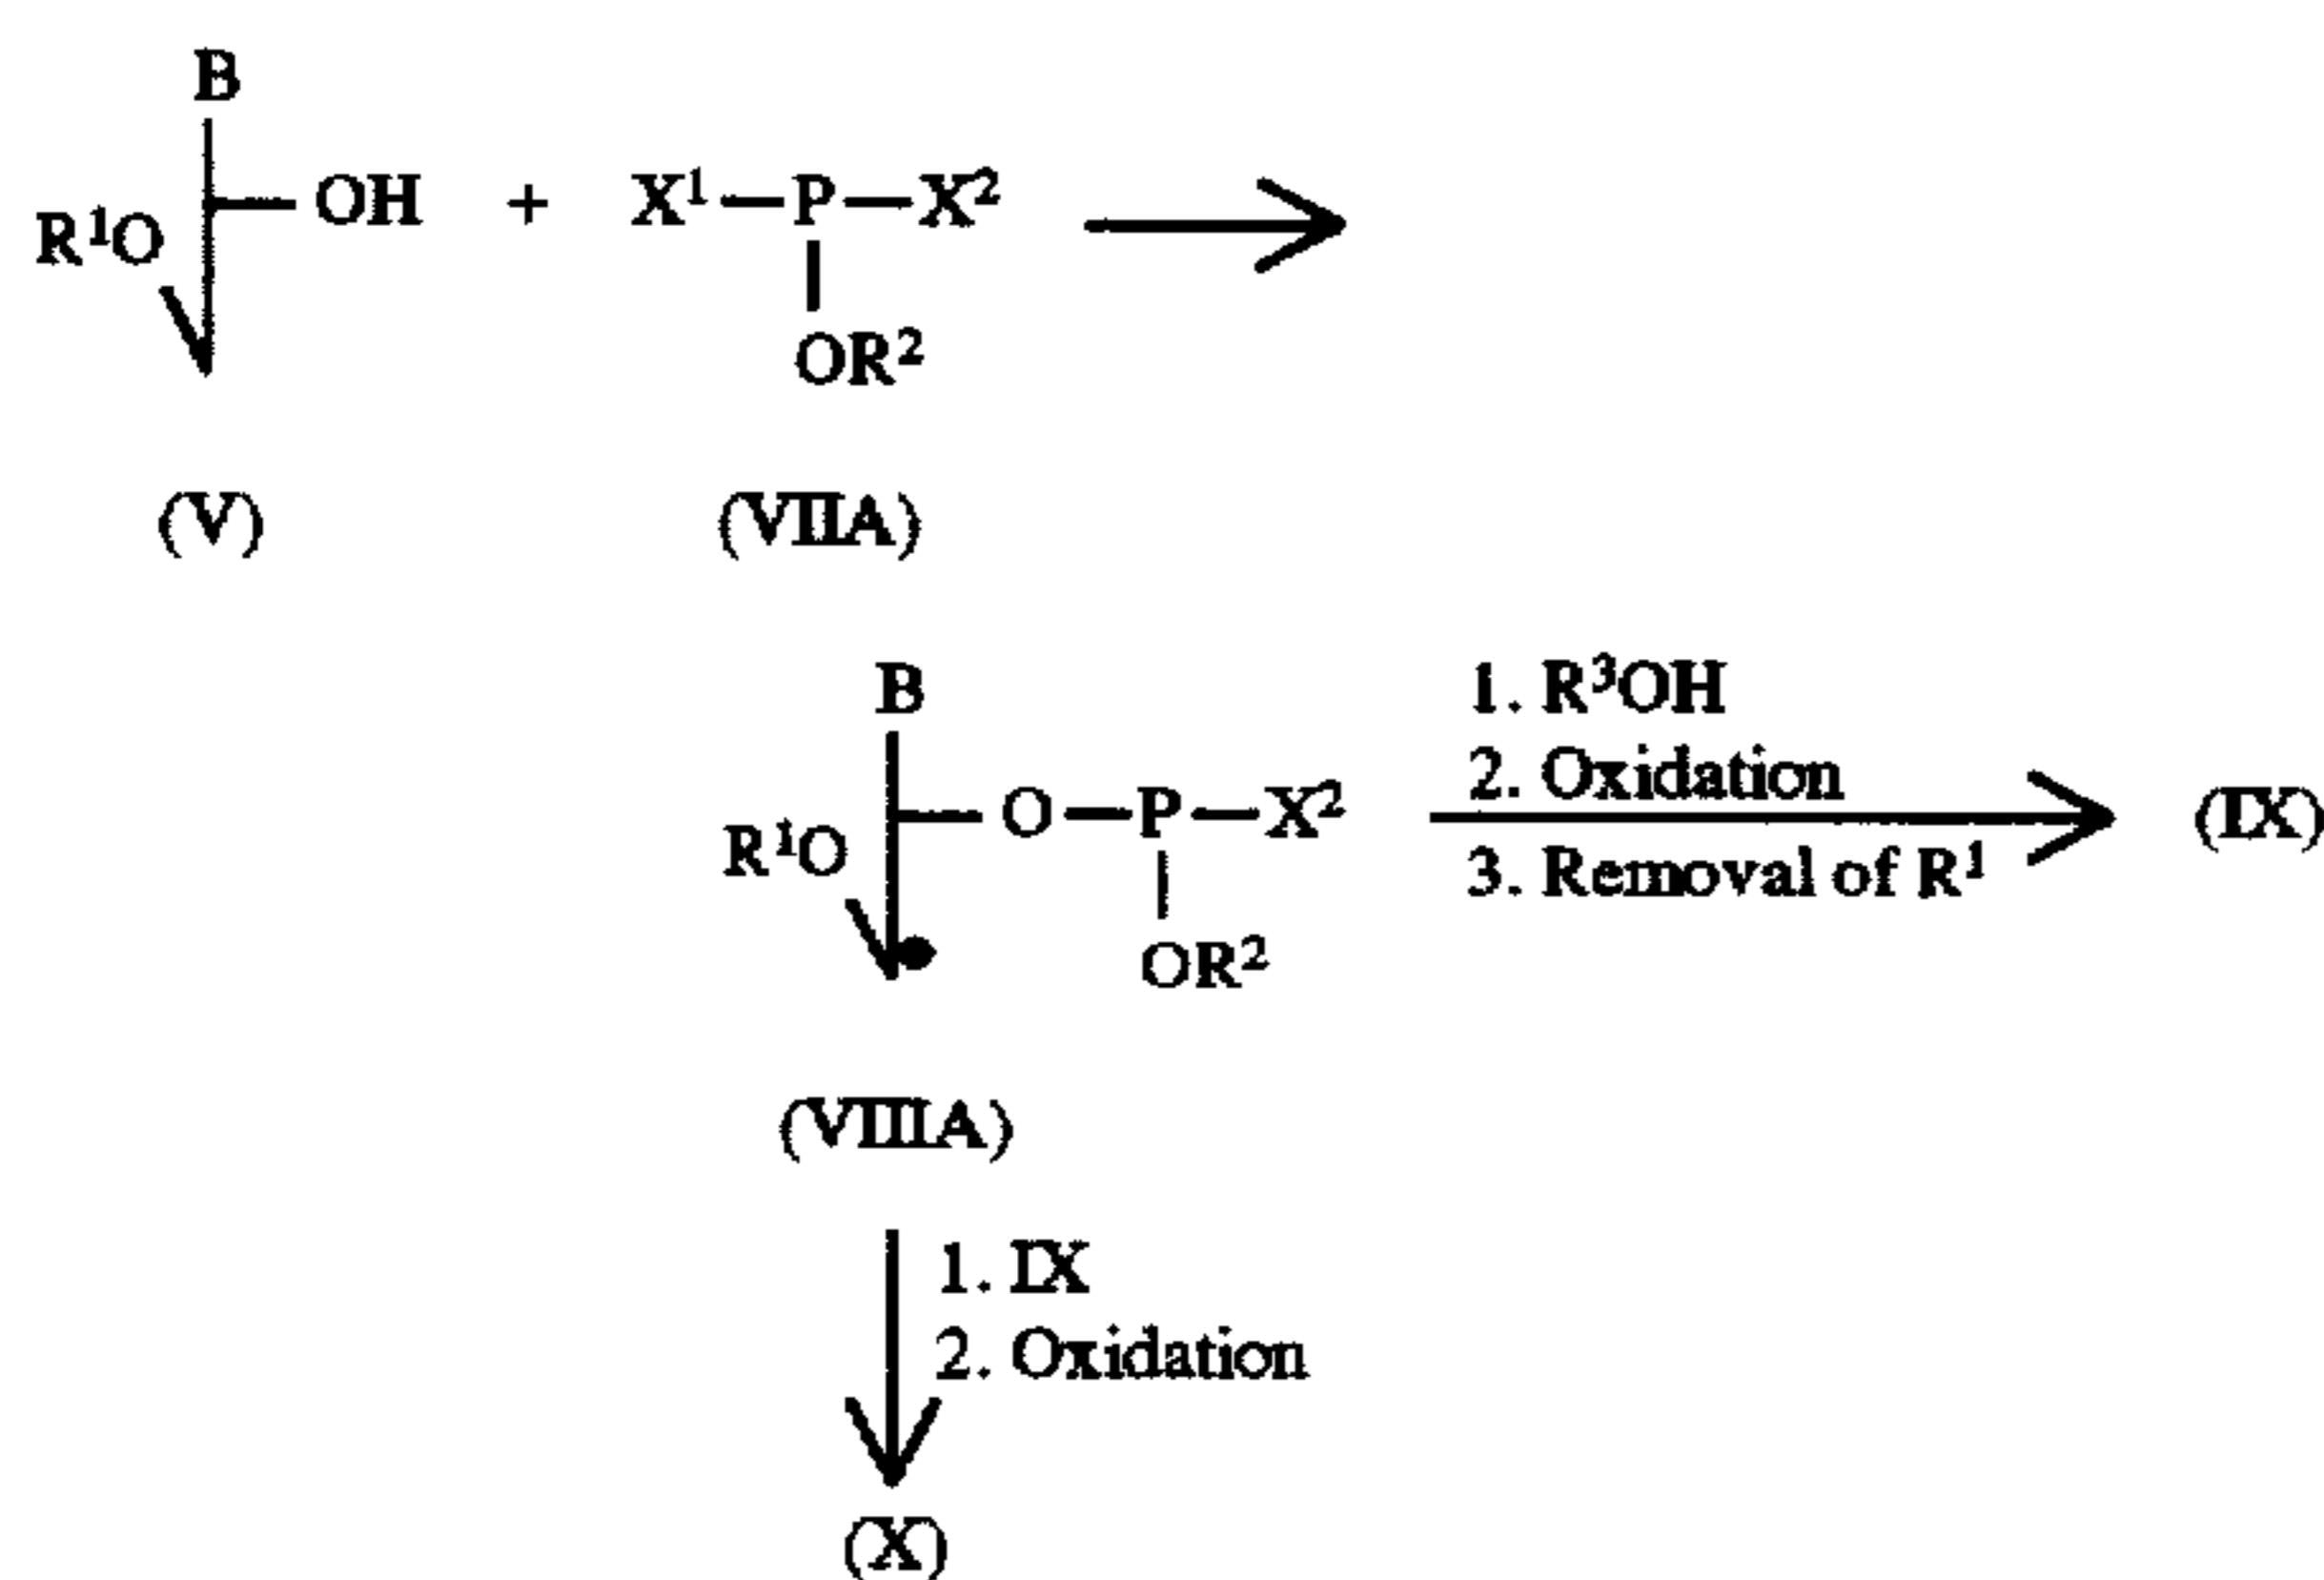 B
R¹O
OH + X¹—P—X²
OR²
(V) (VIIA)
B
R¹O
O—P—X²
OR²
(VIIIA)
1. R³OH
2. Oxidation
3. Removal of R¹
(IX)
1. IX
2. Oxidation
(X)